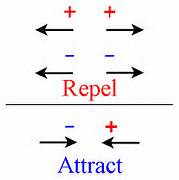 + +
- -
Repel
- +
Attract